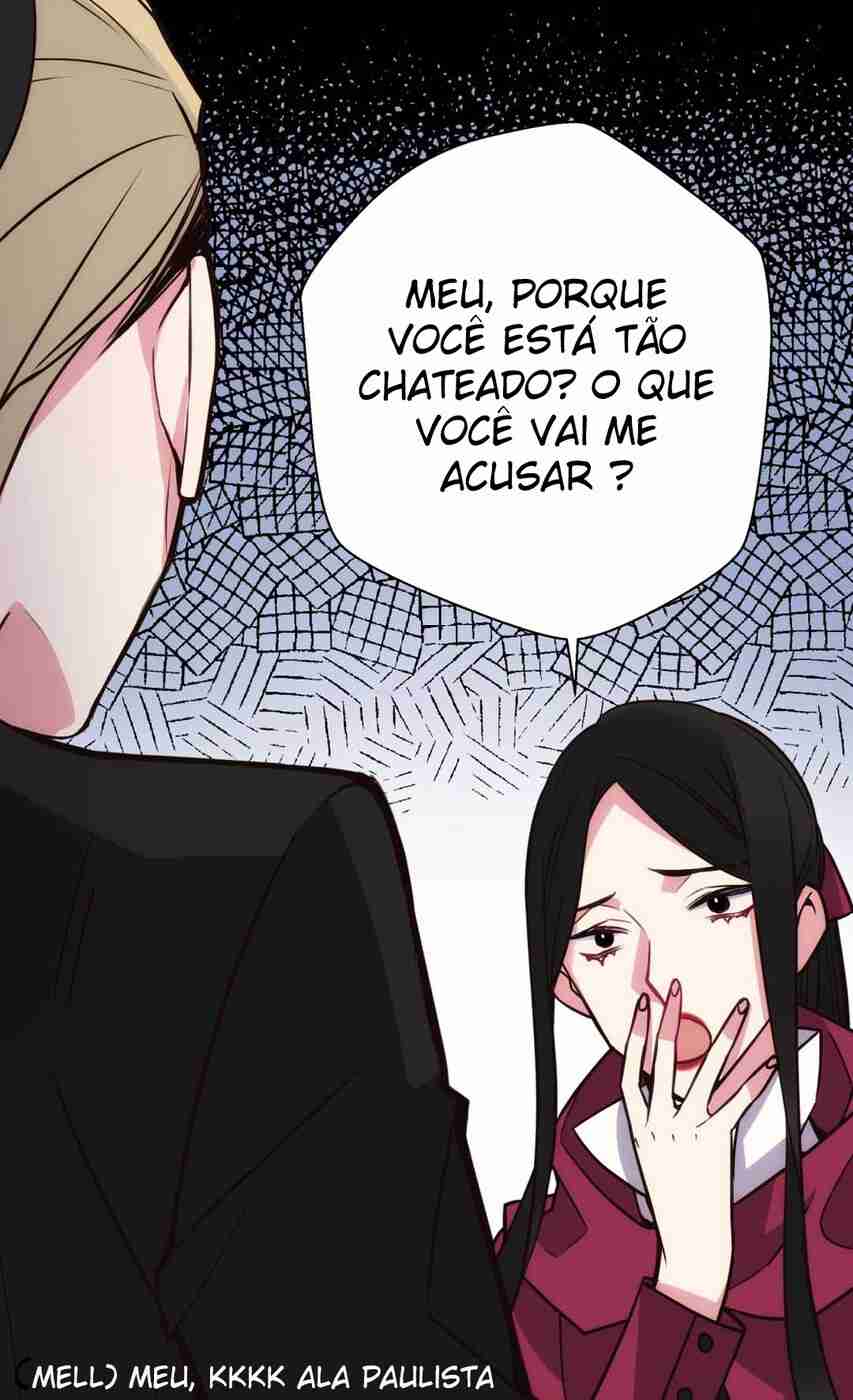 MEU, PORQUE
VOCÊ ESTÁ TÃO
CHATEADO? O QUE
VOCÊ VAI ME
ACUSAR ?
(MELL) MEU, KKKK ALA PAULISTA